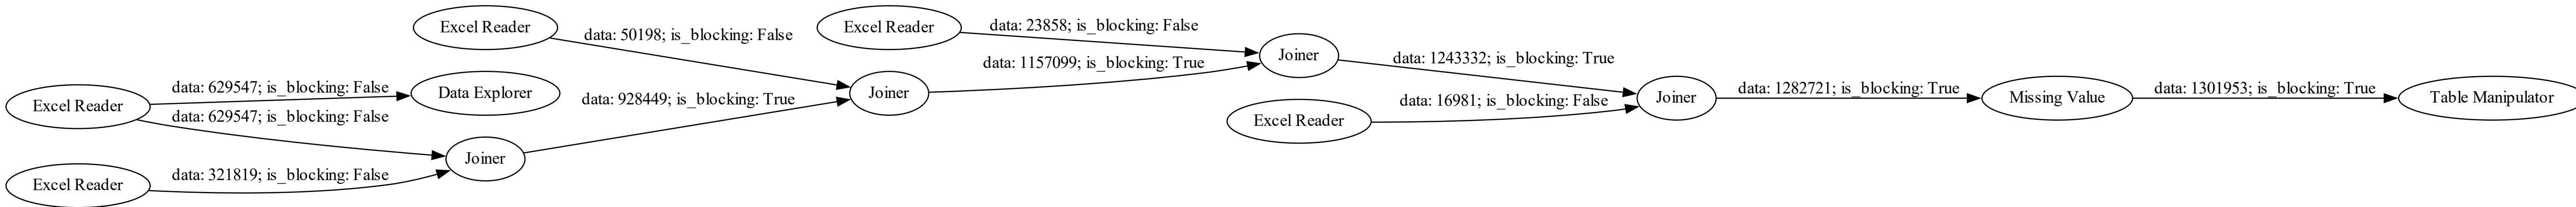 Excel Reader
data: 50198; is_blocking: False
Excel Reader
data: 23858; is_blocking: False
Joiner
data: 1243332; is_blocking: True
data: 1157099; is_blocking: True
Excel Reader
data: 629547; is_blocking: False
Data Explorer
data: 928449; is_blocking: True
Joiner
data: 16981; is_blocking: False
Joiner
data: 1282721; is_blocking: True
Missing Value
data: 1301953; is_blocking: True
Table Manipulator
data: 629547; is_blocking: False
Excel Reader
Joiner
Excel Reader
data: 321819; is_blocking: False